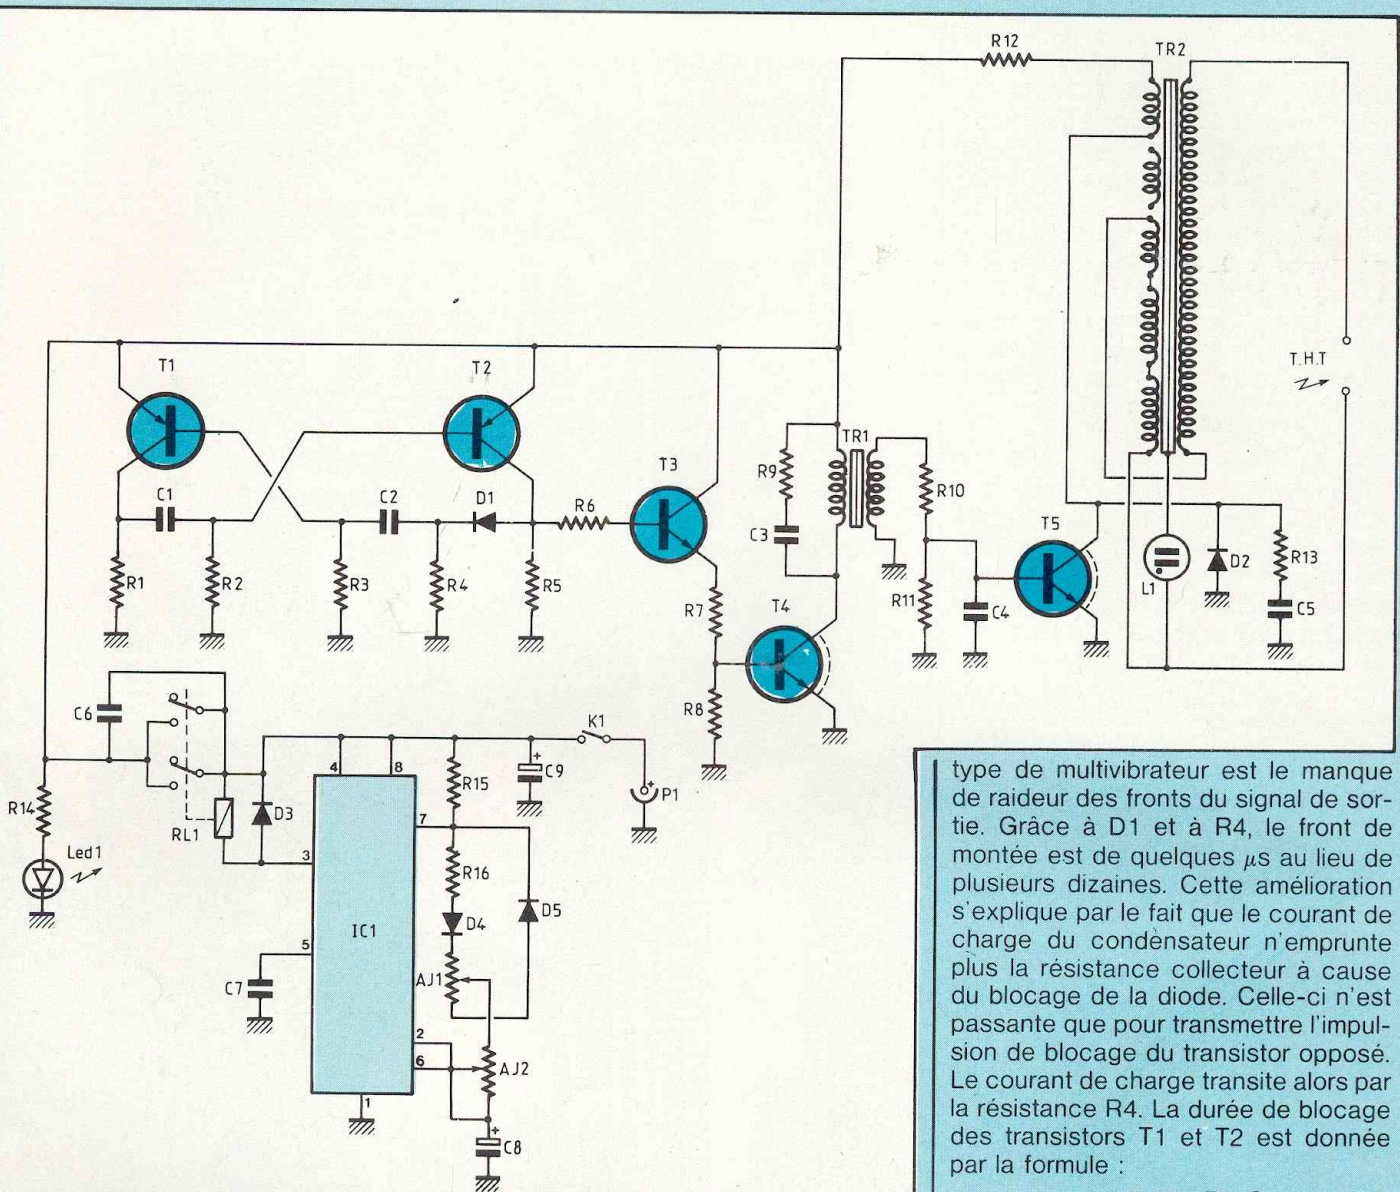 R12
TR2
T.H.T
T1
T2
T3
TR1
R9
C3
R10
T5
R13
C1
C2
D1
R6
R1
R2
R3
R4
R5
R7
T4
R11
C4
L1
D2
C5
C6
R8
K1
R14
RL1
D3
4
8
R15
+
C9
+
P1
7
3
Led1
R16
D4
D5
IC1
5
C7
AJ1
2
6
AJ2
1
+
C8
type de multivibrateur est le manque
de raideur des fronts du signal de sor-
tie. Grâce à D1 et à R4, le front de
montée est de quelques μs au lieu de
plusieurs dizaines. Cette amélioration
s'explique par le fait que le courant de
charge du condensateur n'emprunte
plus la résistance collecteur à cause
du blocage de la diode. Celle-ci n'est
passante que pour transmettre l'impul-
sion de blocage du transistor opposé.
Le courant de charge transite alors par
la résistance R4. La durée de blocage
des transistors T1 et T2 est donnée
par la formule :